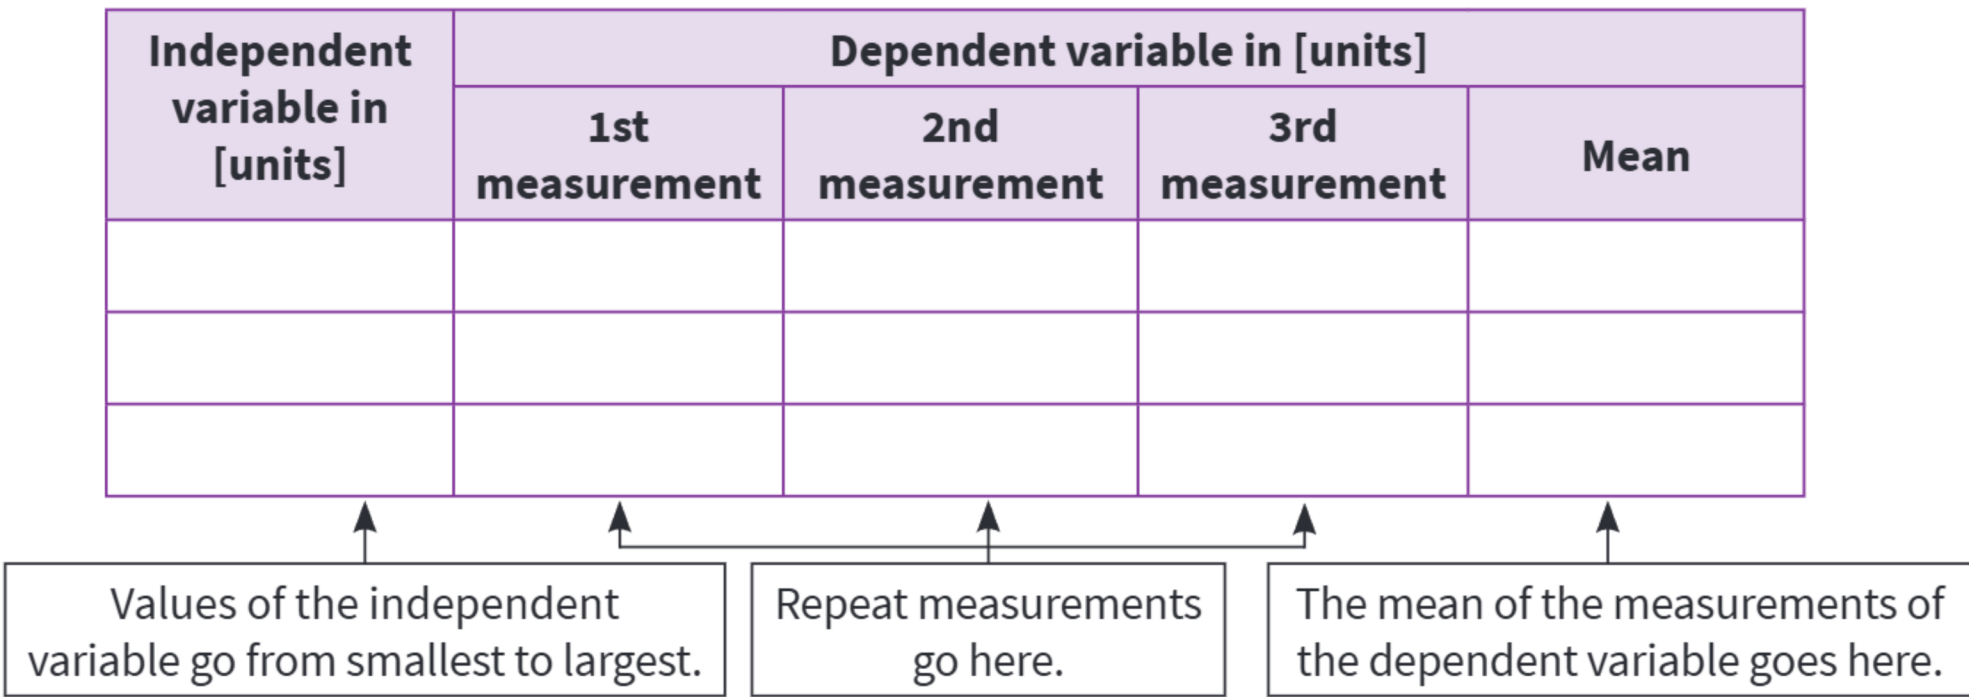 Independent
variable in
[units]
Dependent variable in [units]
1st
measurement
2nd
measurement
3rd
measurement
Mean
Values of the independent
variable go from smallest to largest.
Repeat measurements
go here.
The mean of the measurements of
the dependent variable goes here.